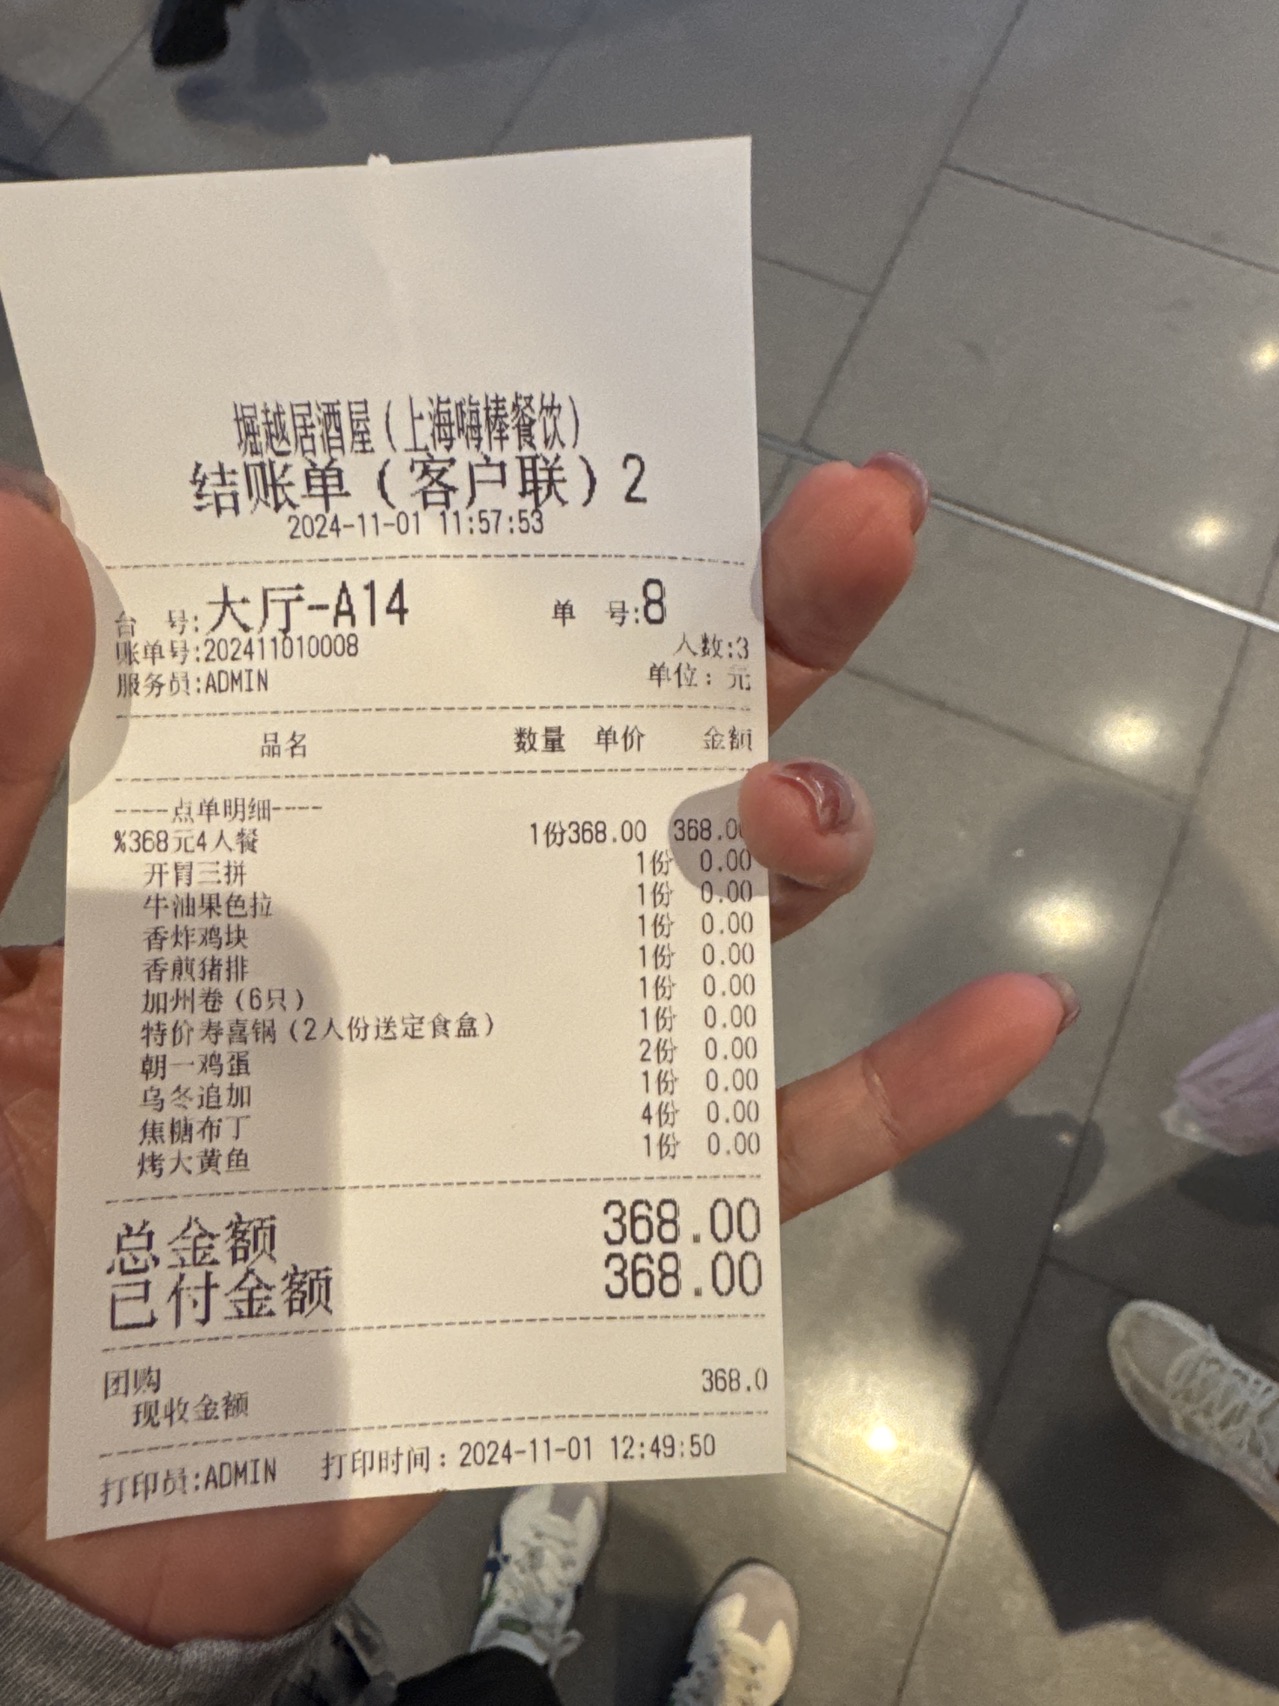 堀越居酒屋（上海嗨棒餐饮）
结账单（客户联）2
2024-11-01 11:57:53
台 号:大厅-A14 单 号:8
账单号:202411010008 人数:3
服务员:ADMIN 单位：元
品名 数量 单价 金额
----点单明细----
%368元4人餐 1份368.00 368.0
开胃三拼 1份 0.00
牛油果色拉 1份 0.00
香炸鸡块 1份 0.00
香煎猪排 1份 0.00
加州卷（6只） 1份 0.00
特价寿喜锅（2人份送定食盒） 1份 0.00
朝一鸡蛋 2份 0.00
乌冬追加 1份 0.00
焦糖布丁 4份 0.00
烤大黄鱼 1份 0.00
总金额 368.00
已付金额 368.00
团购 368.0
现收金额
打印员:ADMIN 打印时间：2024-11-01 12:49:50